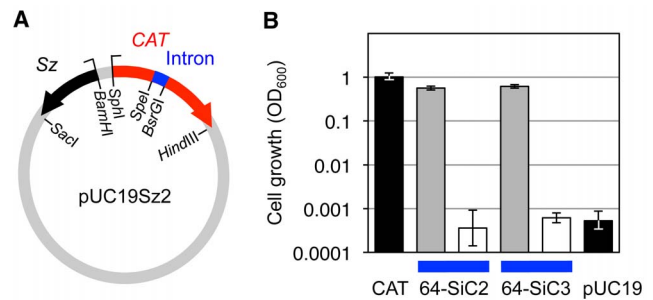 A
CAT
Sz
Intron
SphI
BamHI
SpeI
BsrGI
SacI
HindIII
pUC19Sz2
B
Cell growth (OD600)
1
0.1
0.01
0.001
0.0001
CAT 64-SiC2 64-SiC3 pUC19